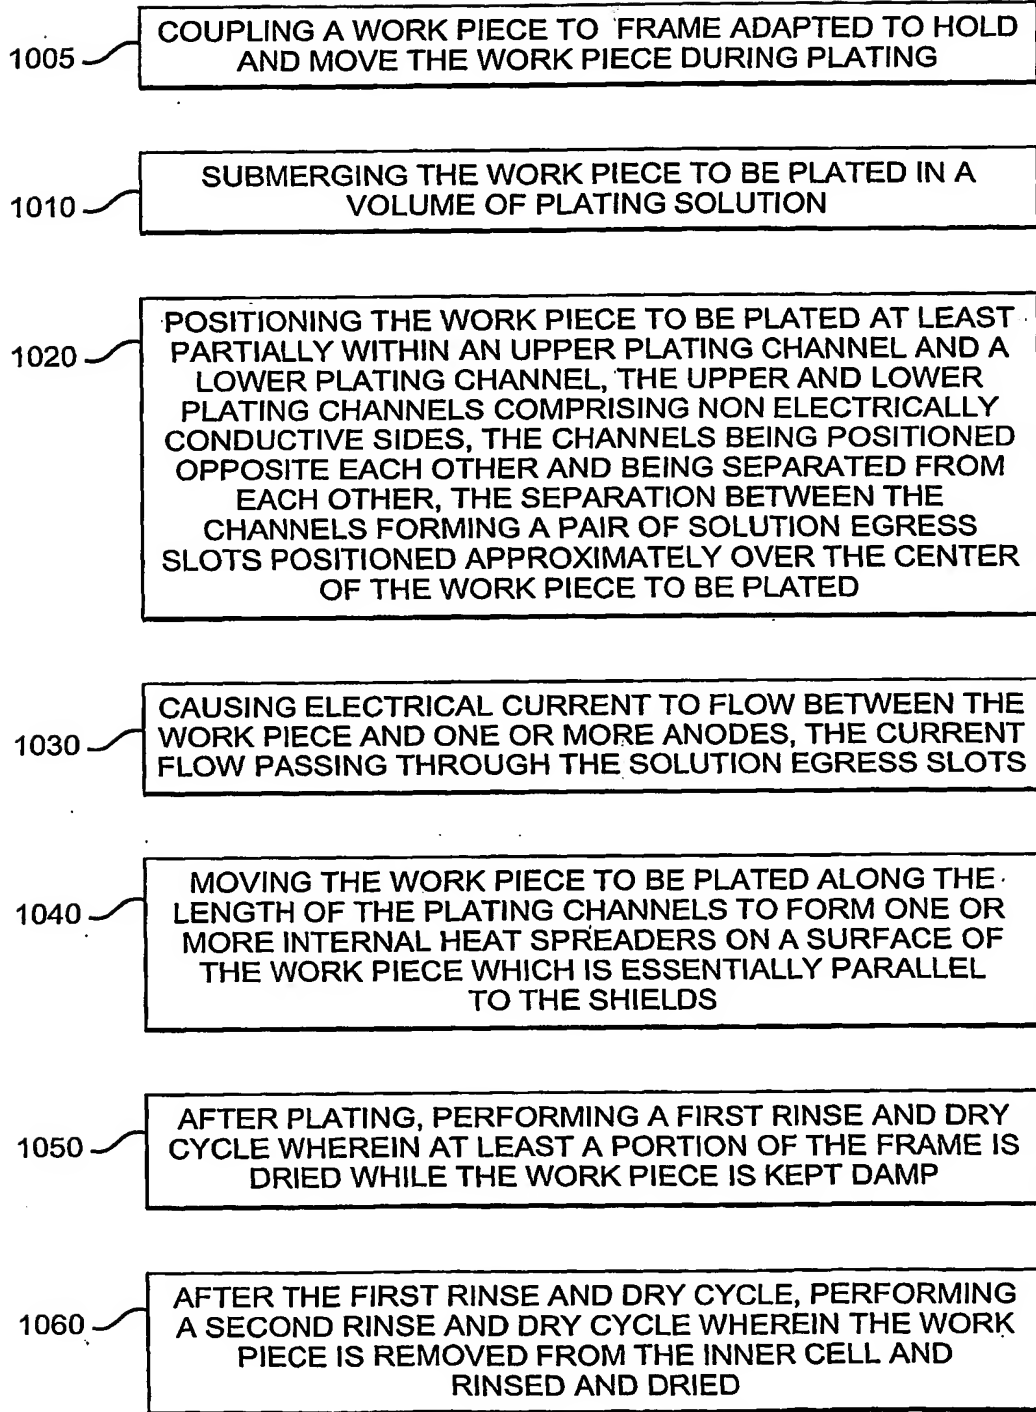 1005
COUPLING A WORK PIECE TO FRAME ADAPTED TO HOLD
AND MOVE THE WORK PIECE DURING PLATING
1010
SUBMERGING THE WORK PIECE TO BE PLATED IN A
VOLUME OF PLATING SOLUTION
1020
POSITIONING THE WORK PIECE TO BE PLATED AT LEAST
PARTIALLY WITHIN AN UPPER PLATING CHANNEL AND A
LOWER PLATING CHANNEL, THE UPPER AND LOWER
PLATING CHANNELS COMPRISING NON ELECTRICALLY
CONDUCTIVE SIDES, THE CHANNELS BEING POSITIONED
OPPOSITE EACH OTHER AND BEING SEPARATED FROM
EACH OTHER, THE SEPARATION BETWEEN THE
CHANNELS FORMING A PAIR OF SOLUTION EGRESS
SLOTS POSITIONED APPROXIMATELY OVER THE CENTER
OF THE WORK PIECE TO BE PLATED
1030
CAUSING ELECTRICAL CURRENT TO FLOW BETWEEN THE
WORK PIECE AND ONE OR MORE ANODES, THE CURRENT
FLOW PASSING THROUGH THE SOLUTION EGRESS SLOTS
1040
MOVING THE WORK PIECE TO BE PLATED ALONG THE
LENGTH OF THE PLATING CHANNELS TO FORM ONE OR
MORE INTERNAL HEAT SPREADERS ON A SURFACE OF
THE WORK PIECE WHICH IS ESSENTIALLY PARALLEL
TO THE SHIELDS
1050
AFTER PLATING, PERFORMING A FIRST RINSE AND DRY
CYCLE WHEREIN AT LEAST A PORTION OF THE FRAME IS
DRIED WHILE THE WORK PIECE IS KEPT DAMP
1060
AFTER THE FIRST RINSE AND DRY CYCLE, PERFORMING
A SECOND RINSE AND DRY CYCLE WHEREIN THE WORK
PIECE IS REMOVED FROM THE INNER CELL AND
RINSED AND DRIED